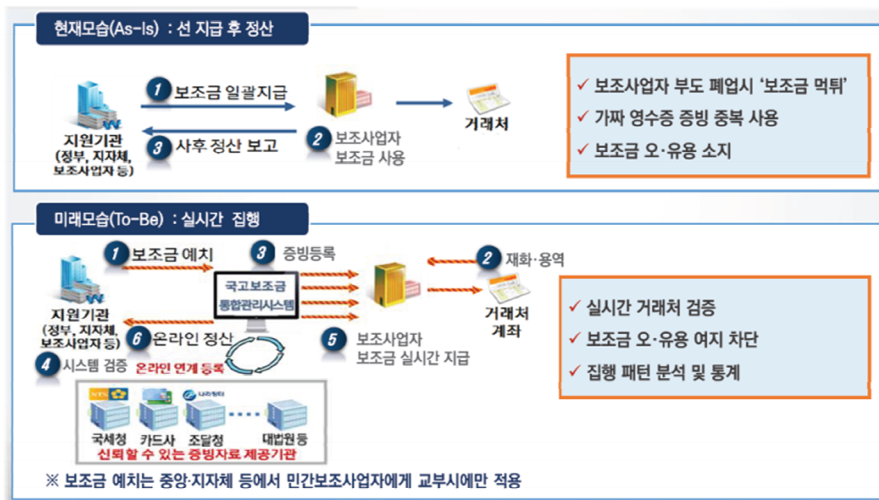 현재모습(As-Is) : 선 지급 후 정산
1 보조금 일괄지급
지원기관
(정부, 지자체,
보조사업자 등)
3 사후 정산 보고
2 보조사업자
보조금 사용
거래처
✓ 보조사업자 부도 폐업시 ‘보조금 먹튀’
✓ 가짜 영수증 증빙 중복 사용
✓ 보조금 오·유용 소지
미래모습(To-Be) : 실시간 집행
1 보조금 예치
3 증빙등록
2 재화·용역
국고보조금
통합관리시스템
지원기관
(정부, 지자체,
보조사업자 등)
거래처
계좌
6 온라인 정산
5 보조사업자
보조금 실시간 지급
4 시스템 검증
온라인 연계 등록
NTS
나라장터
국세청
카드사
조달청
대법원 등
신뢰할 수 있는 증빙자료 제공기관
✓ 실시간 거래처 검증
✓ 보조금 오·유용 여지 차단
✓ 집행 패턴 분석 및 통계
※ 보조금 예치는 중앙·지자체 등에서 민간보조사업자에게 교부시에만 적용